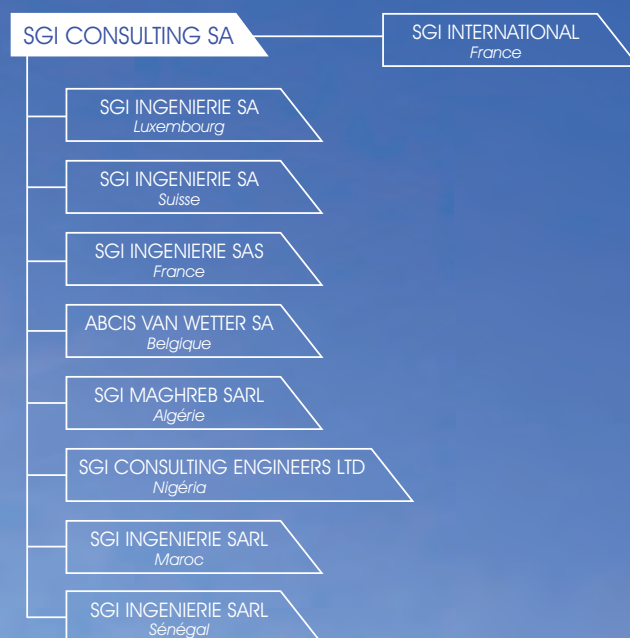 SGI CONSULTING SA
SGI INTERNATIONAL
France
SGI INGENIERIE SA
Luxembourg
SGI INGENIERIE SA
Suisse
SGI INGENIERIE SAS
France
ABCIS VAN WETTER SA
Belgique
SGI MAGHREB SARL
Algérie
SGI CONSULTING ENGINEERS LTD
Nigéria
SGI INGENIERIE SARL
Maroc
SGI INGENIERIE SARL
Sénégal